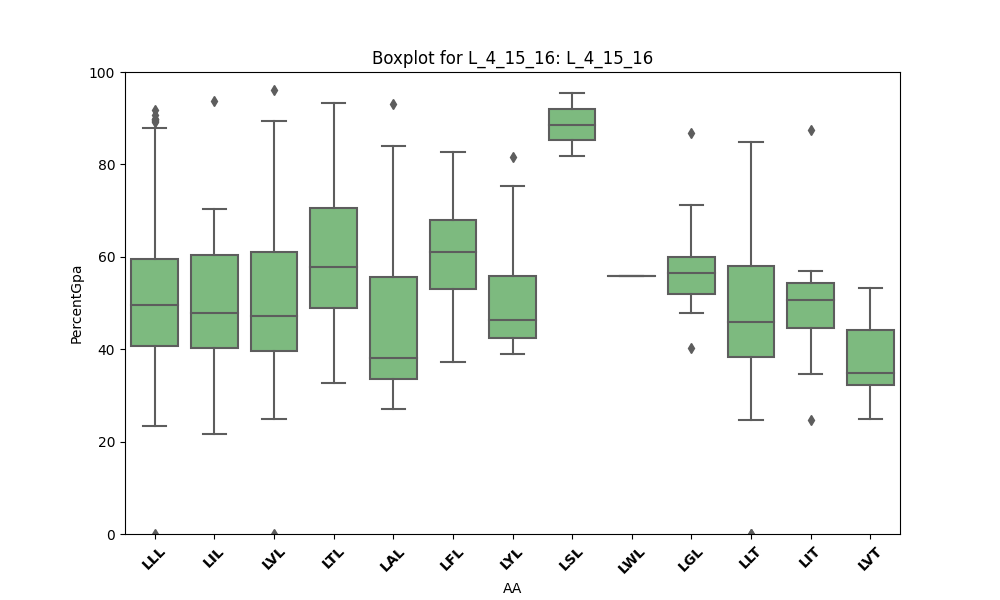 Boxplot for L_4_15_16: L_4_15_16
100
80
60
40
20
0
PercentGpa
LLL LIL LVL LTL LAL LFL LYL LSL LWL LGL LLT LIT LVT
AA